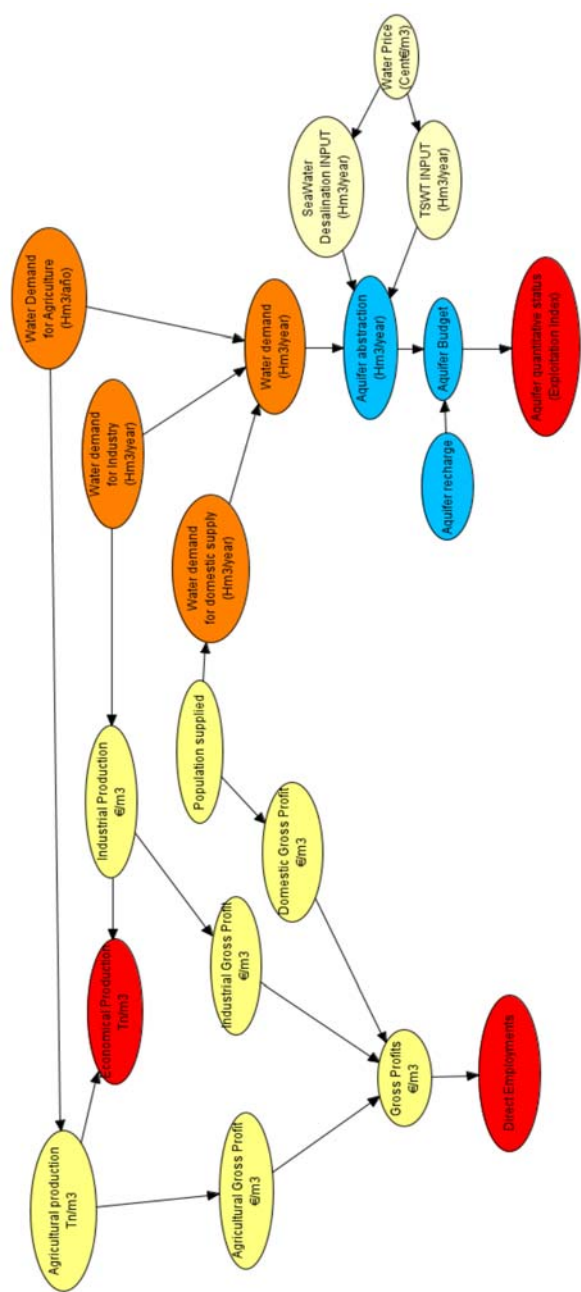 Water Demand
for Agriculture
(Hm3/año)
Water demand
for Industry
(Hm3/year)
Water demand
for domestic supply
(Hm3/year)
Water demand
(Hm3/year)
SeaWater
Desalination INPUT
(Hm3/year)
Water Price
(Cent€/m3)
TSWT INPUT
(Hm3/year)
Aquifer abstraction
(Hm3/year)
Aquifer recharge
Aquifer Budget
Aquifer quantitative status
(Exploitation Index)
Agricultural production
Tn/m3
Economical Production
Tn/m3
Industrial Production
€/m3
Population supplied
Agricultural Gross Profit
€/m3
Industrial Gross Profit
€/m3
Domestic Gross Profit
€/m3
Gross Profits
€/m3
Direct Employments